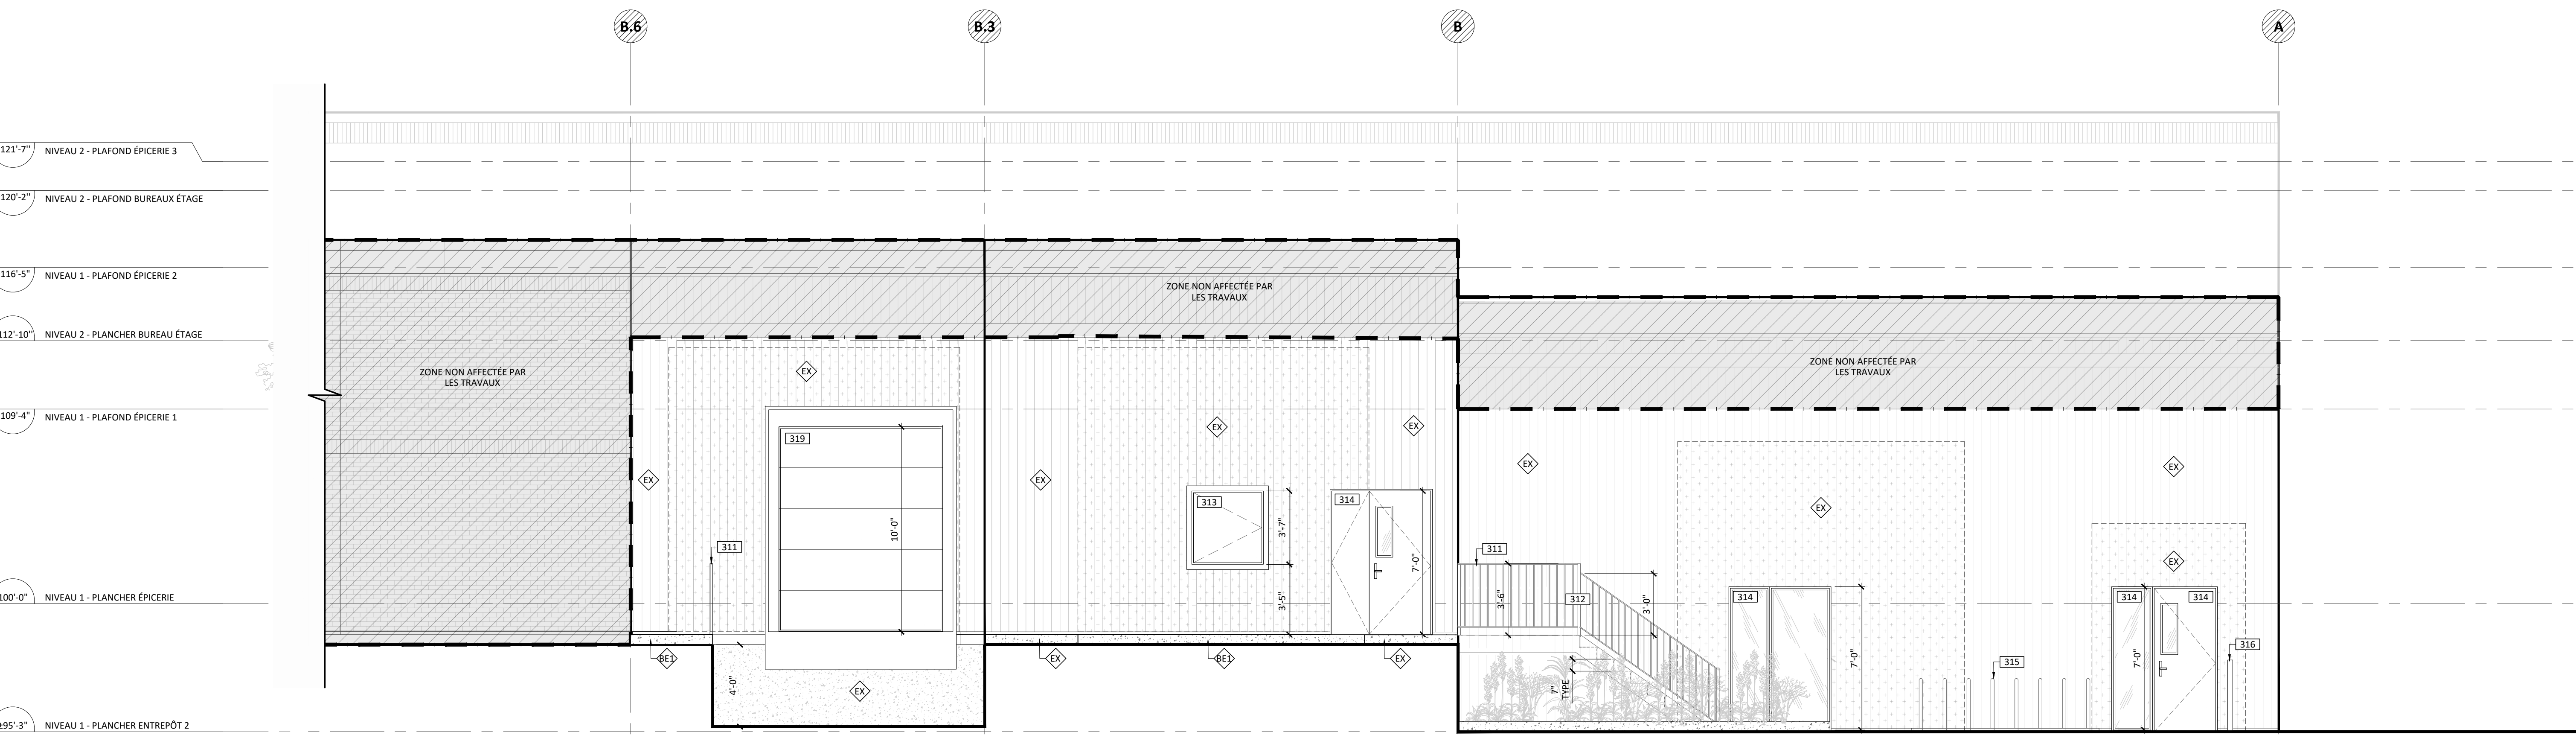 B.6
B.3
B
A
121'-7" NIVEAU 2 - PLAFOND ÉPICERIE 3
120'-2" NIVEAU 2 - PLAFOND BUREAUX ÉTAGE
116'-5" NIVEAU 1 - PLAFOND ÉPICERIE 2
112'-10" NIVEAU 2 - PLANCHER BUREAU ÉTAGE
109'-4" NIVEAU 1 - PLAFOND ÉPICERIE 1
100'-0" NIVEAU 1 - PLANCHER ÉPICERIE
±95'-3" NIVEAU 1 - PLANCHER ENTREPÔT 2
ZONE NON AFFECTÉE PAR
LES TRAVAUX
ZONE NON AFFECTÉE PAR
LES TRAVAUX
ZONE NON AFFECTÉE PAR
LES TRAVAUX
EX
319
EX
10'-0"
311
BE1
4'-0"
EX
EX
EX
EX
313
3'-7"
3'-5"
314
7'-0"
EX
BE1
EX
EX
311
3'-6"
312
3'-0"
7"
TYPE
EX
314
7'-0"
315
EX
EX
314
314
7'-0"
316